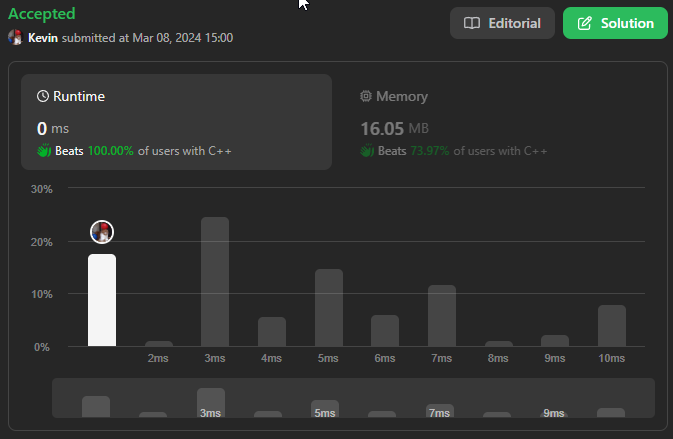 Accepted
Kevin submitted at Mar 08, 2024 15:00
Editorial
Solution
Runtime
0 ms
Beats 100.00% of users with C++
Memory
16.05 MB
Beats 73.97% of users with C++
30%
20%
10%
0%
2ms 3ms 4ms 5ms 6ms 7ms 8ms 9ms 10ms
3ms 5ms 7ms 9ms